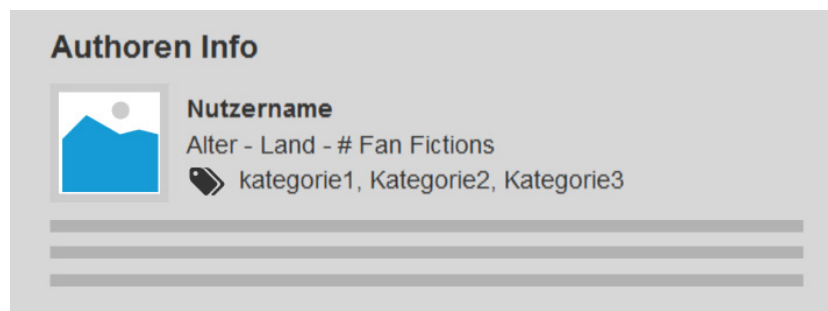 Authoren Info
Nutzername
Alter - Land - # Fan Fictions
kategorie1, Kategorie2, Kategorie3